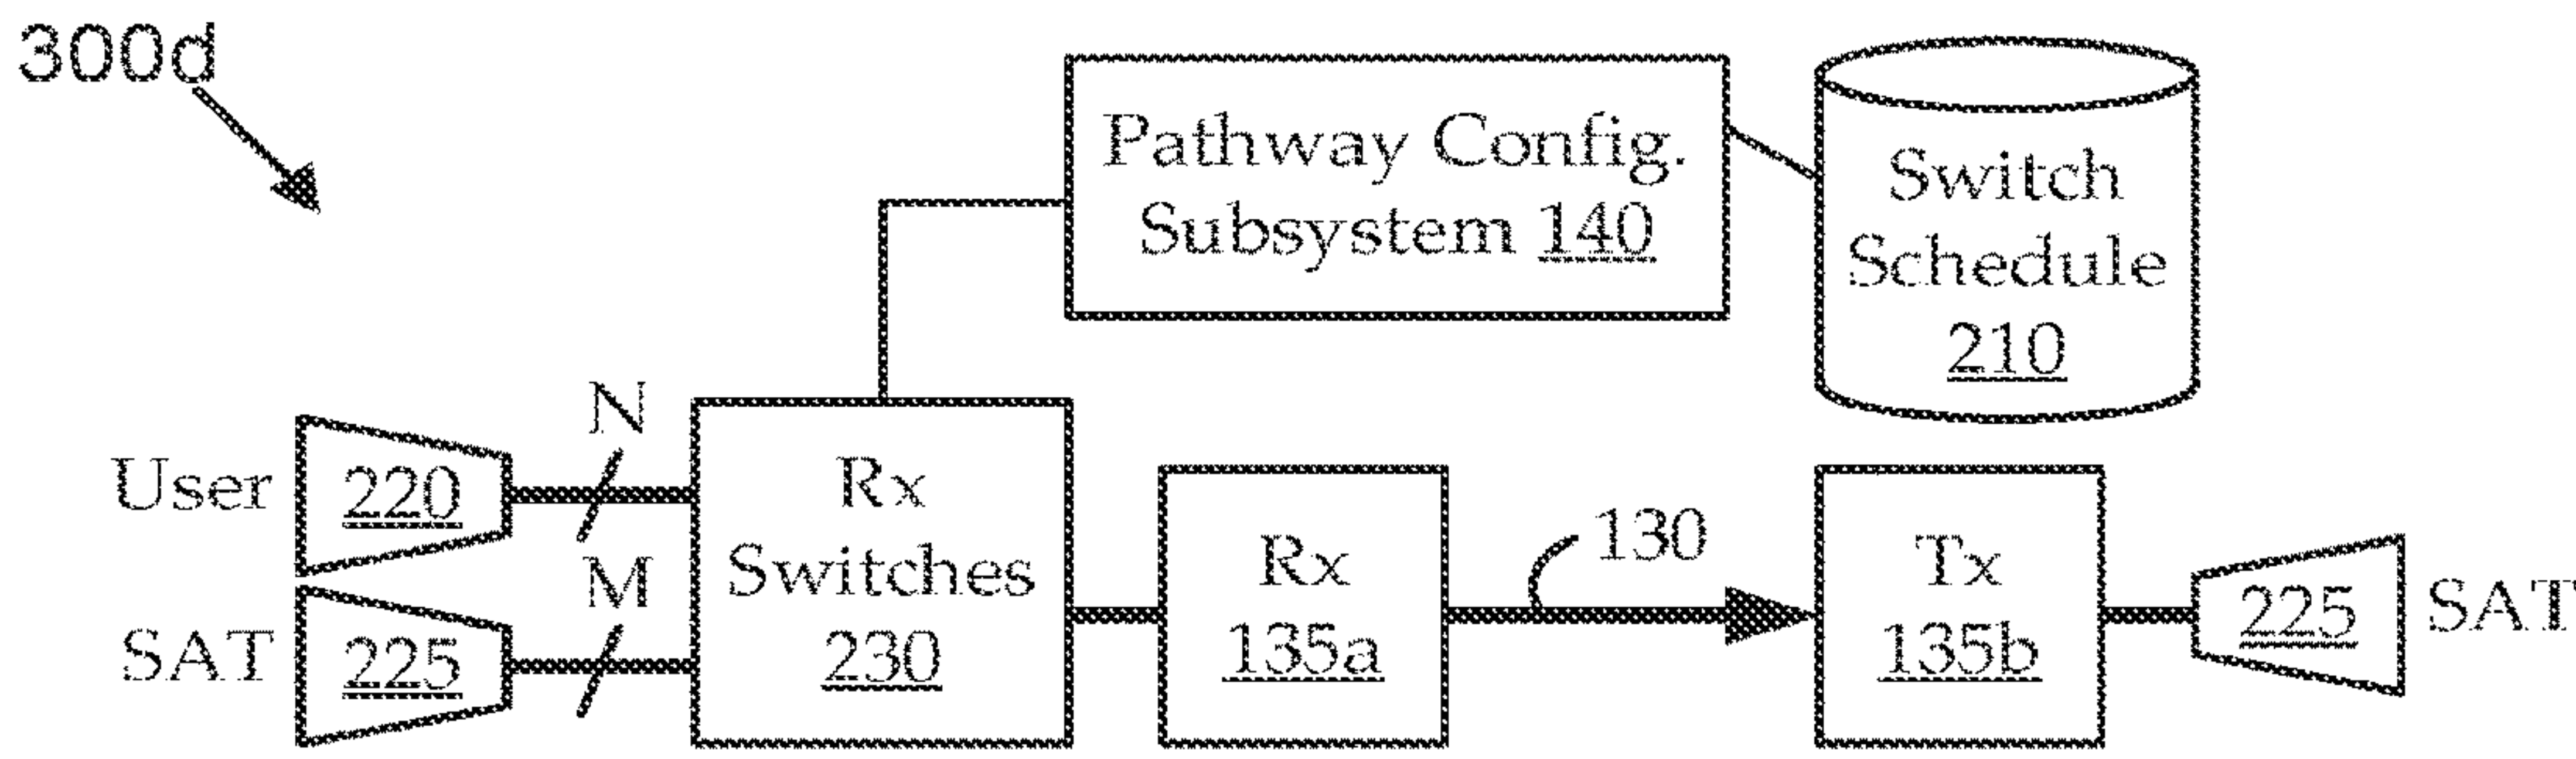 300d
Pathway Config.
Subsystem 140
Switch
Schedule
210
N
User
220
M
SAT
225
Rx
Switches
230
Rx
135a
130
Tx
135b
225
SAT